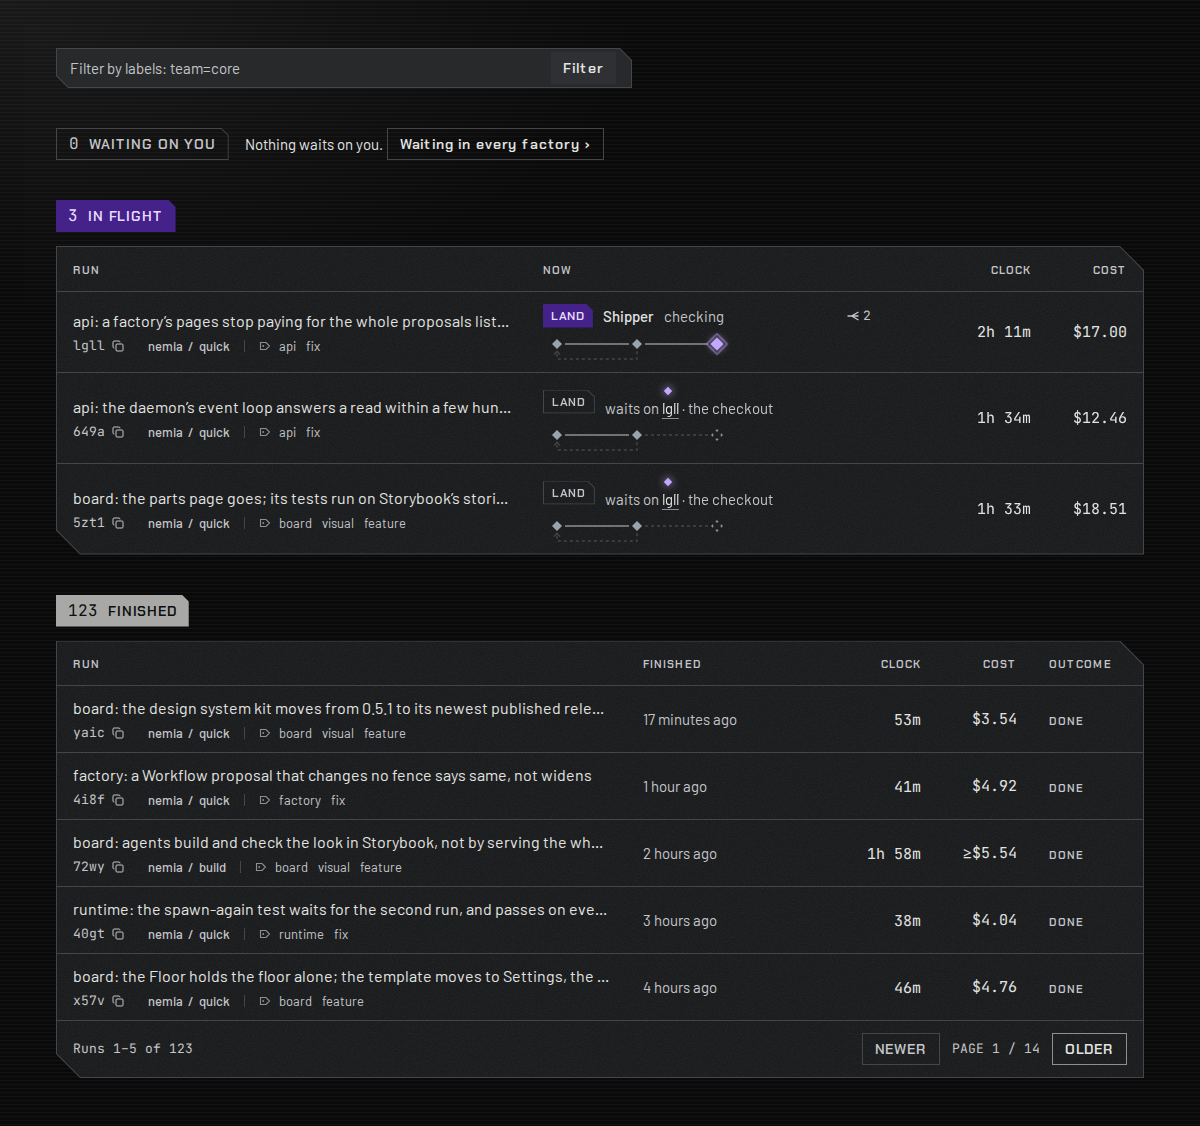 Filter by labels: team=core Filter
0 WAITING ON YOU Nothing waits on you. Waiting in every factory ›
3 IN FLIGHT
RUN NOW CLOCK COST
api: a factory's pages stop paying for the whole proposals list…
LAND Shipper checking 2
2h 11m $17.00
lgll nemla / quick api fix
api: the daemon's event loop answers a read within a few hun…
LAND waits on lgll · the checkout
1h 34m $12.46
649a nemla / quick api fix
board: the parts page goes; its tests run on Storybook's stori…
LAND waits on lgll · the checkout
1h 33m $18.51
5zt1 nemla / quick board visual feature
123 FINISHED
RUN FINISHED CLOCK COST OUTCOME
board: the design system kit moves from 0.5.1 to its newest published rele…
17 minutes ago 53m $3.54 DONE
yaic nemla / quick board visual feature
factory: a Workflow proposal that changes no fence says same, not widens
1 hour ago 41m $4.92 DONE
4i8f nemla / quick factory fix
board: agents build and check the look in Storybook, not by serving the wh…
2 hours ago 1h 58m ≥$5.54 DONE
72wy nemla / build board visual feature
runtime: the spawn-again test waits for the second run, and passes on eve…
3 hours ago 38m $4.04 DONE
40gt nemla / quick runtime fix
board: the Floor holds the floor alone; the template moves to Settings, the …
4 hours ago 46m $4.76 DONE
x57v nemla / quick board feature
Runs 1–5 of 123 NEWER PAGE 1 / 14 OLDER